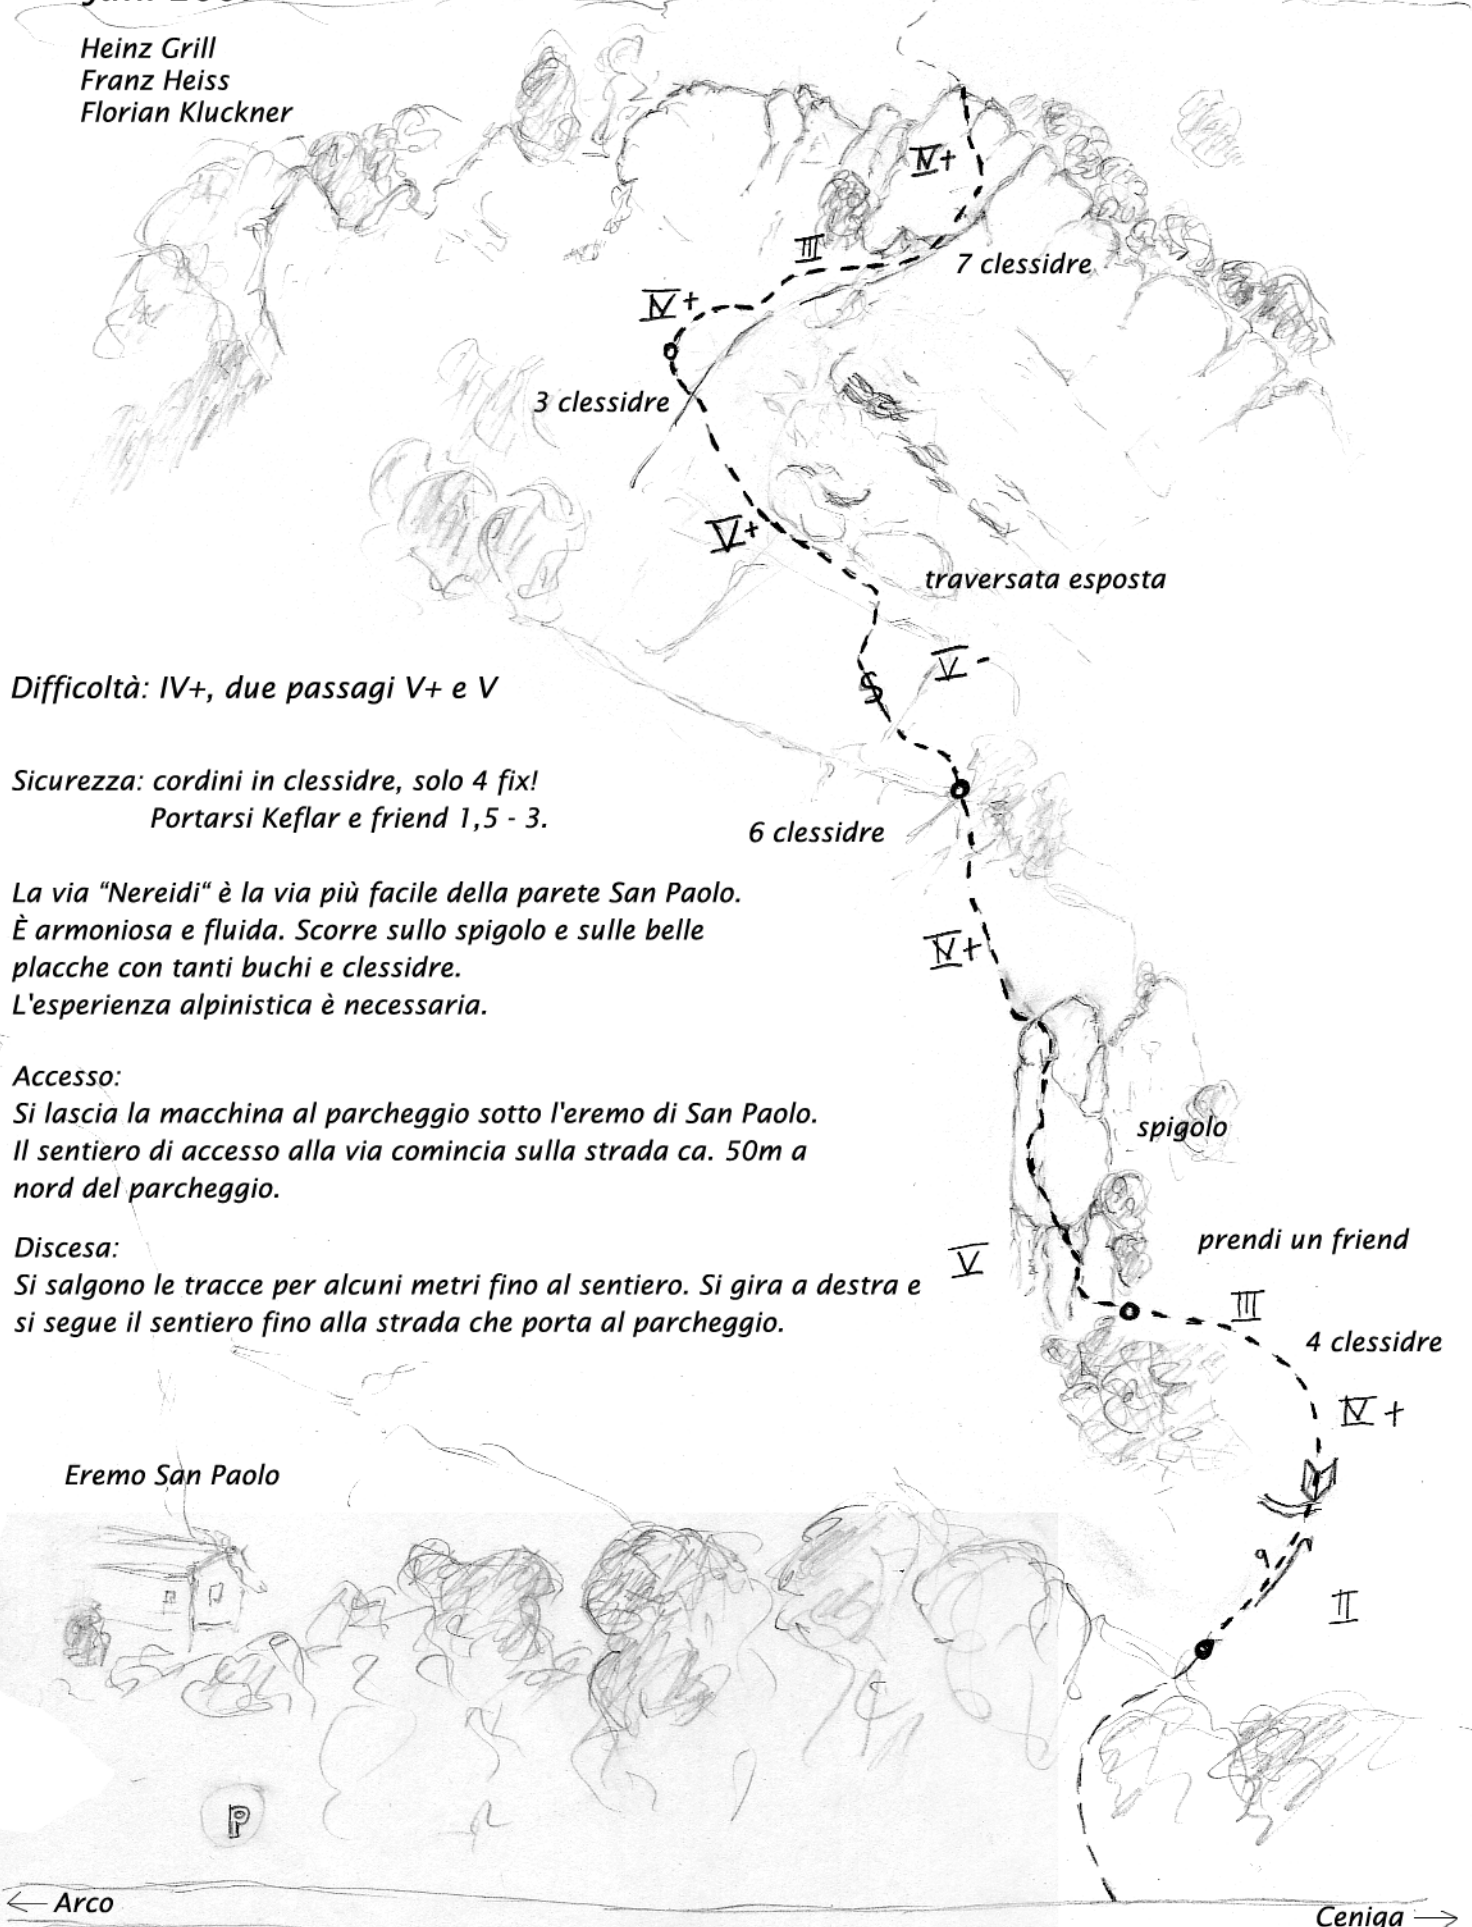 Heinz Grill
Franz Heiss
Florian Kluckner
IV+
III
7 clessidre
IV+
3 clessidre
V+
traversata esposta
V-
Difficoltà: IV+, due passagi V+ e V
Sicurezza: cordini in clessidre, solo 4 fix!
Portarsi Keflar e friend 1,5 - 3.
6 clessidre
La via “Nereidi“ è la via più facile della parete San Paolo.
È armoniosa e fluida. Scorre sullo spigolo e sulle belle
placche con tanti buchi e clessidre.
L'esperienza alpinistica è necessaria.
IV+
Accesso:
Si lascia la macchina al parcheggio sotto l'eremo di San Paolo.
Il sentiero di accesso alla via comincia sulla strada ca. 50m a
nord del parcheggio.
spigolo
Discesa:
Si salgono le tracce per alcuni metri fino al sentiero. Si gira a destra e
si segue il sentiero fino alla strada che porta al parcheggio.
V
prendi un friend
III
4 clessidre
IV+
Eremo San Paolo
II
P
← Arco
Ceniga →